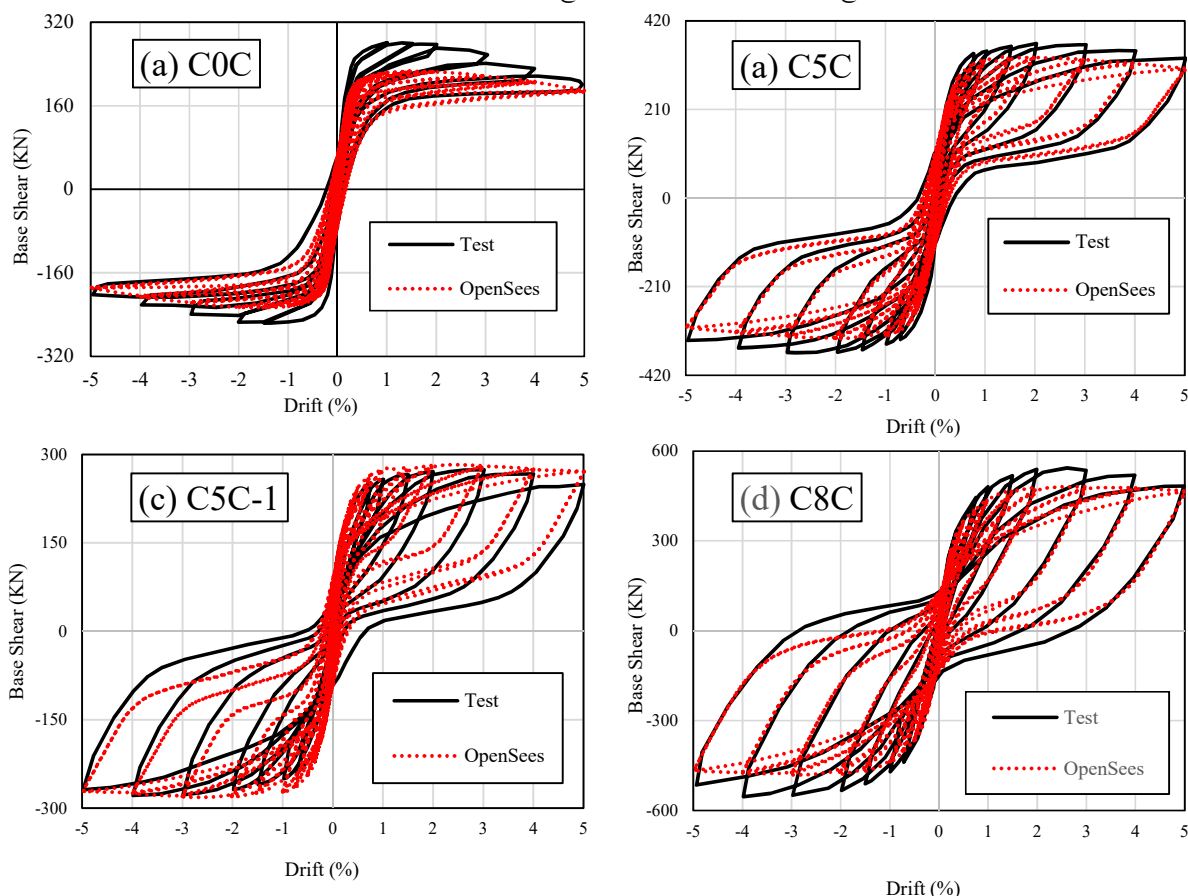 (a) C0C
Base Shear (KN)
320
160
0
-160
-320
-5 -4 -3 -2 -1 0 1 2 3 4 5
Drift (%)
Test
OpenSees
(a) C5C
Base Shear (KN)
420
210
0
-210
-420
-5 -4 -3 -2 -1 0 1 2 3 4 5
Drift (%)
Test
OpenSees
(c) C5C-1
Base Shear (KN)
300
150
0
-150
-300
-5 -4 -3 -2 -1 0 1 2 3 4 5
Drift (%)
Test
OpenSees
(d) C8C
Base Shear (KN)
600
300
0
-300
-600
-5 -4 -3 -2 -1 0 1 2 3 4 5
Drift (%)
Test
OpenSees